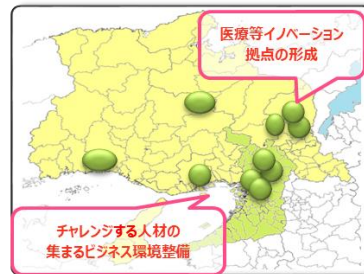 医療等イノベーション
拠点の形成
チャレンジする人材の
集まるビジネス環境整備